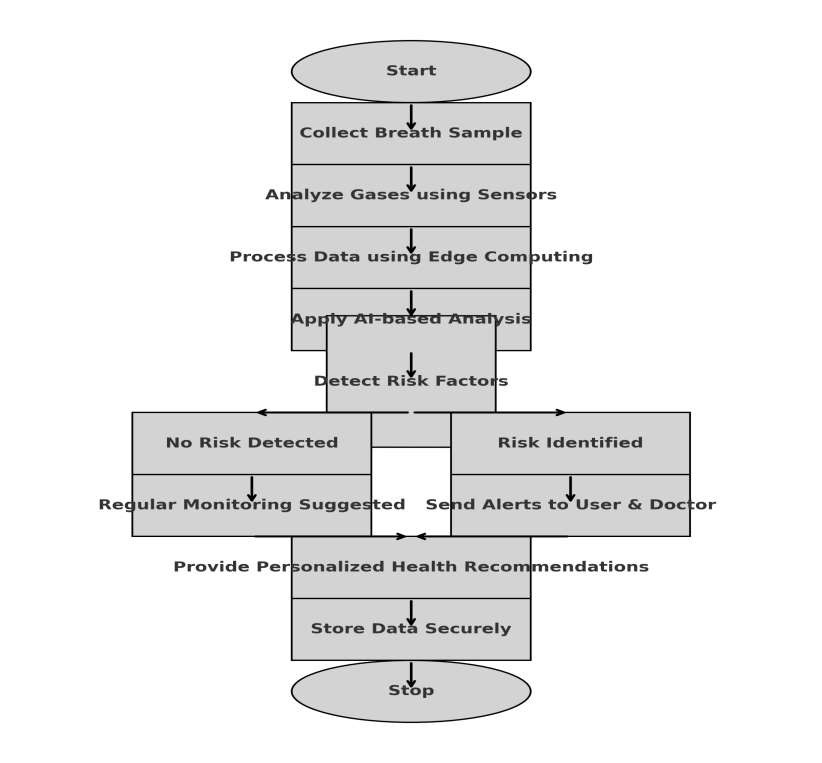 Start
Collect Breath Sample
Analyze Gases using Sensors
Process Data using Edge Computing
Apply AI-based Analysis
Detect Risk Factors
No Risk Detected
Risk Identified
Regular Monitoring Suggested
Send Alerts to User & Doctor
Provide Personalized Health Recommendations
Store Data Securely
Stop